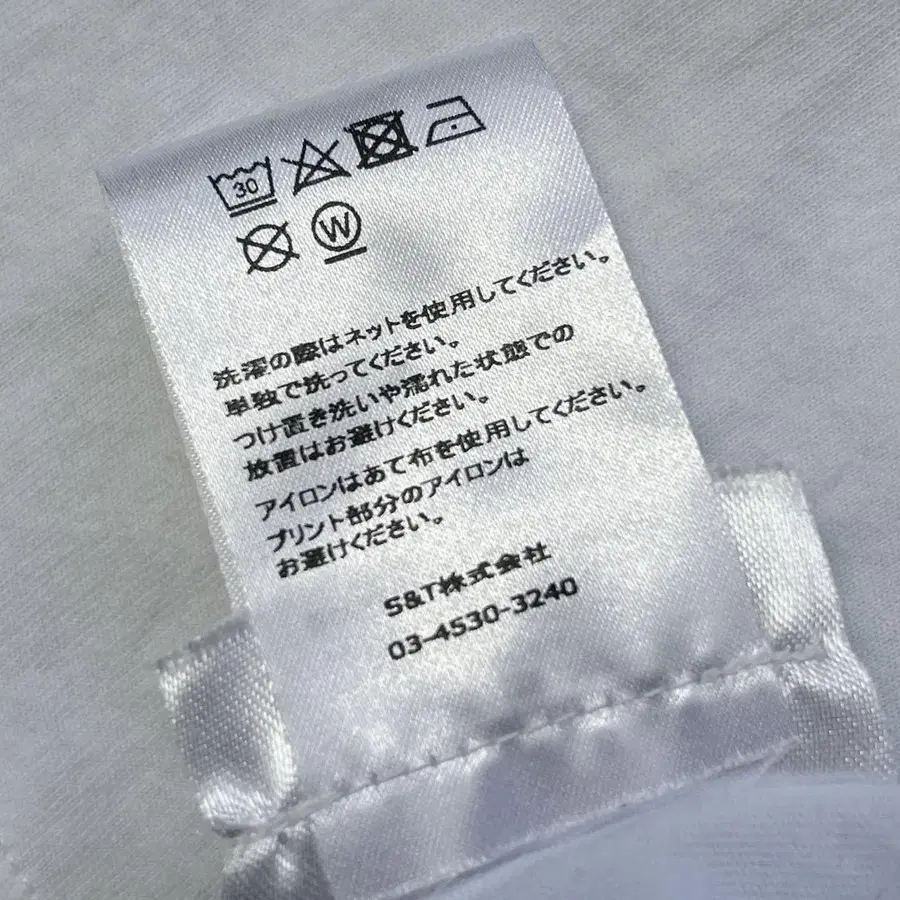 30
W
洗濯の際はネットを使用してください。
単独で洗ってください。
つけ置き洗いや濡れた状態での
放置はお避けください。
アイロンはあて布を使用してください。
プリント部分のアイロンは
お避けください。
S&T株式会社
03-4530-3240